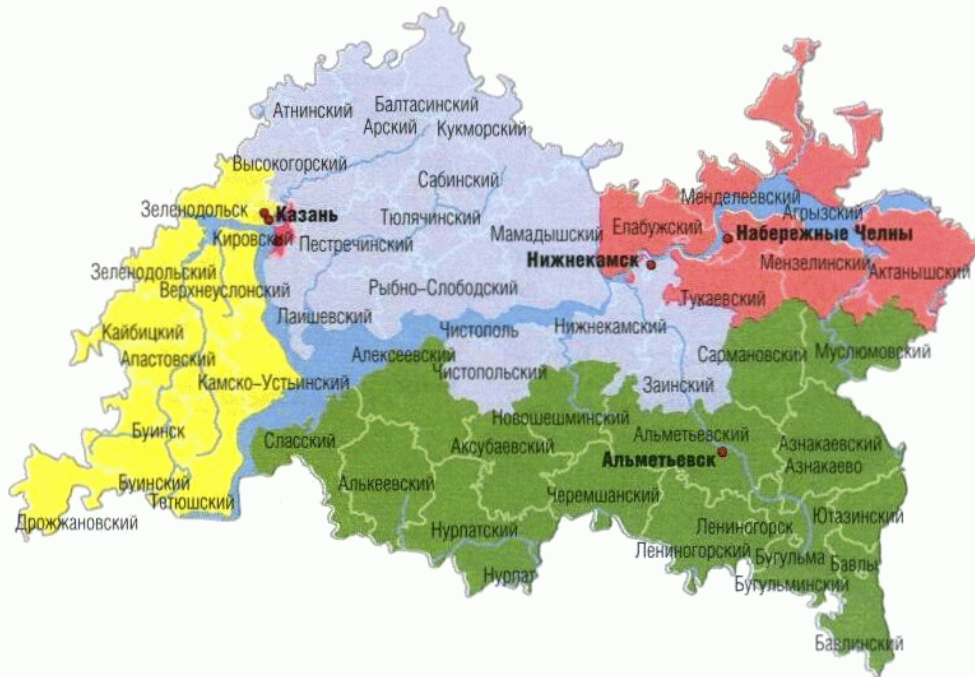 Атнинский
Балтасинский
Арский
Кукморский
Высокогорский
Сабинский
Зеленодольск
Казань
Тюлячинский
Менделеевский
Агрызский
Кировский
Пестречинский
Мамадышский
Елабужский
Набережные Челны
Нижнекамск
Зеленодольский
Мензелинский
Актанышский
Верхнеуслонский
Рыбно–Слободский
Тукаевский
Лаишевский
Кайбицкий
Чистополь
Нижнекамский
Апастовский
Алексеевский
Сармановский
Муслюмовский
Чистопольский
Камско–Устьинский
Заинский
Новошешминский
Буинск
Спасский
Аксубаевский
Альметьевский
Азнакаевский
Альметьевск
Азнакаево
Буинский
Алькеевский
Черемшанский
Тетюшский
Дрожжановский
Нурлатский
Лениногорск
Ютазинский
Лениногорский
Бугульма
Бавлы
Нурлат
Бугульминский
Бавлинский